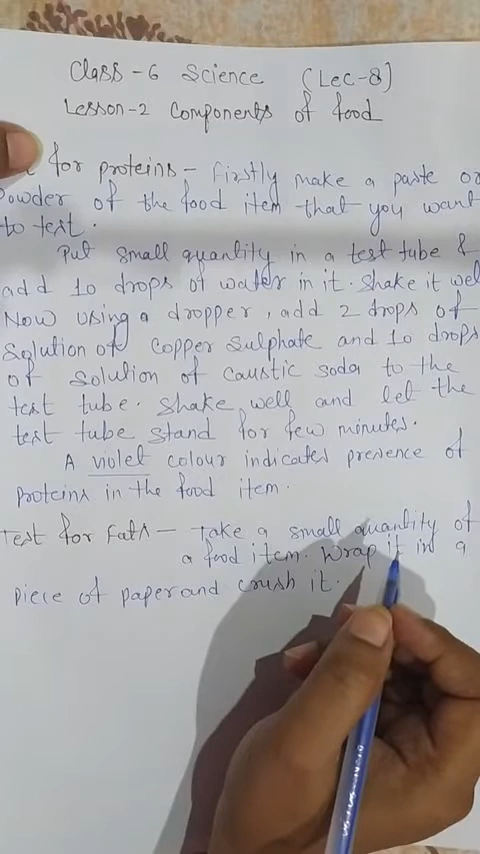 Class - 6 Science (Lec-8)
Lesson-2 Components of food
for proteins - Firstly make a paste or
Powder of the food item that you want
to test.
Put small quantity in a test tube &
add 10 drops of water in it. Shake it well
Now using a dropper, add 2 drops of
Solution of copper sulphate and 10 drops
of solution of caustic soda to the
test tube. Shake well and let the
test tube stand for few minutes.
A violet colour indicates presence of
proteins in the food item.
Test for Fats - Take a small quantity of
a food item. Wrap it in a
piece of paper and crush it.